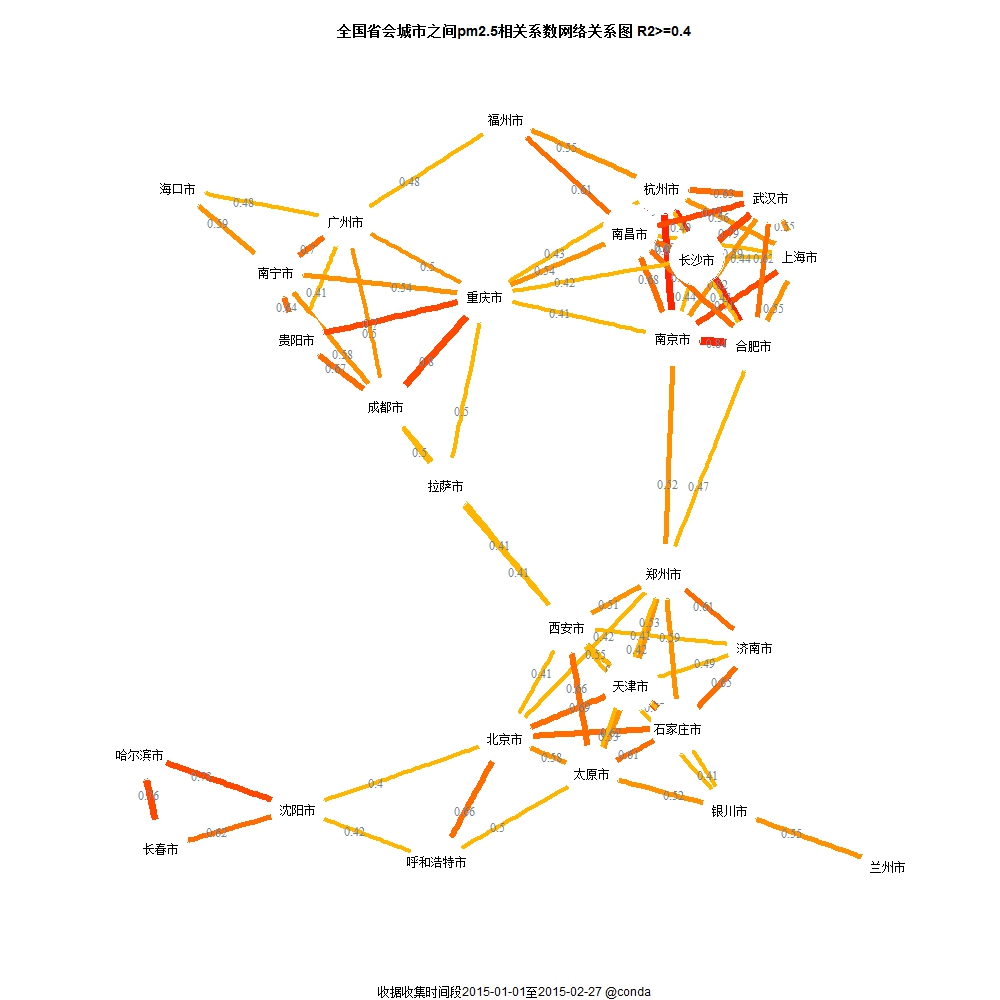 全国省会城市之间pm2.5相关系数网络关系图 R2>=0.4
福州市
0.55
0.48
0.61
海口市
杭州市
0.63
武汉市
0.48
0.59
广州市
南昌市
0.55
0.7
0.5
0.43
长沙市
上海市
南宁市
0.54
0.54
0.42
0.41
重庆市
0.44
0.55
0.41
贵阳市
0.5
南京市
合肥市
0.58
0.67
0.8
成都市
0.5
0.5
拉萨市
0.52
0.47
0.41
0.41
郑州市
0.51
0.61
0.53
西安市
0.42
0.59
济南市
0.42
0.55
0.49
0.41
0.66
天津市
0.65
北京市
石家庄市
0.58
0.61
哈尔滨市
太原市
0.41
0.4
0.52
沈阳市
银川市
0.66
0.62
0.42
0.5
0.55
长春市
呼和浩特市
兰州市
收据收集时间段2015-01-01至2015-02-27 @conda